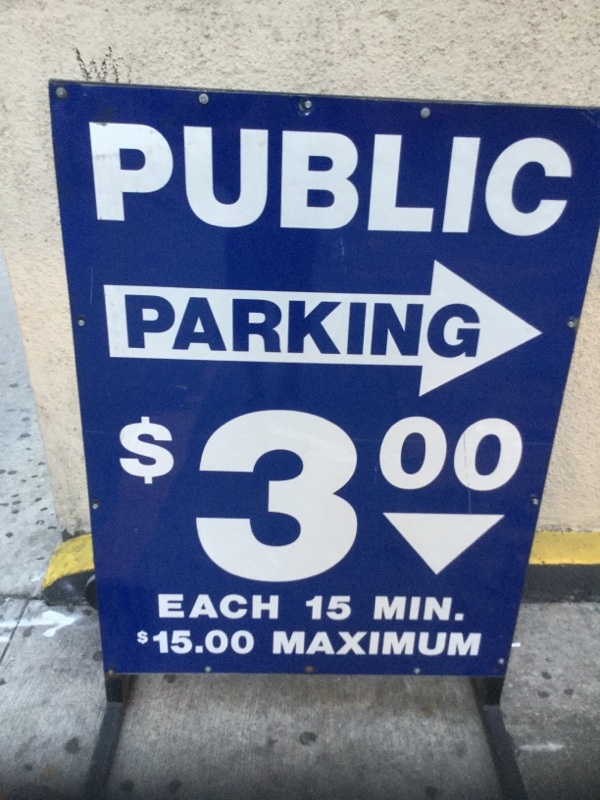 PUBLIC
PARKING
$3.00
EACH 15 MIN.
$15.00 MAXIMUM